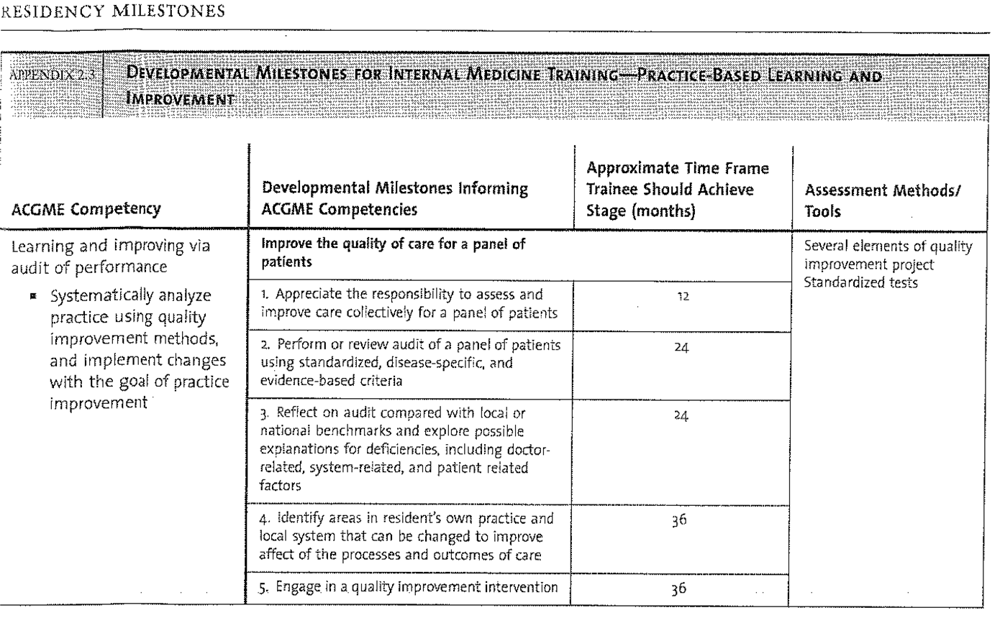 RESIDENCY MILESTONES
APPENDIX 2.3
DEVELOPMENTAL MILESTONES FOR INTERNAL MEDICINE TRAINING—PRACTICE-BASED LEARNING AND
IMPROVEMENT
ACGME Competency
Developmental Milestones Informing
ACGME Competencies
Approximate Time Frame
Trainee Should Achieve
Stage (months)
Assessment Methods/
Tools
Learning and improving via
audit of performance
▪ Systematically analyze
practice using quality
improvement methods,
and implement changes
with the goal of practice
improvement
Improve the quality of care for a panel of
patients
1. Appreciate the responsibility to assess and
improve care collectively for a panel of patients
12
2. Perform or review audit of a panel of patients
using standardized, disease-specific, and
evidence-based criteria
24
3. Reflect on audit compared with local or
national benchmarks and explore possible
explanations for deficiencies, including doctor-
related, system-related, and patient related
factors
24
4. Identify areas in resident's own practice and
local system that can be changed to improve
affect of the processes and outcomes of care
36
5. Engage in a quality improvement intervention
36
Several elements of quality
improvement project
Standardized tests